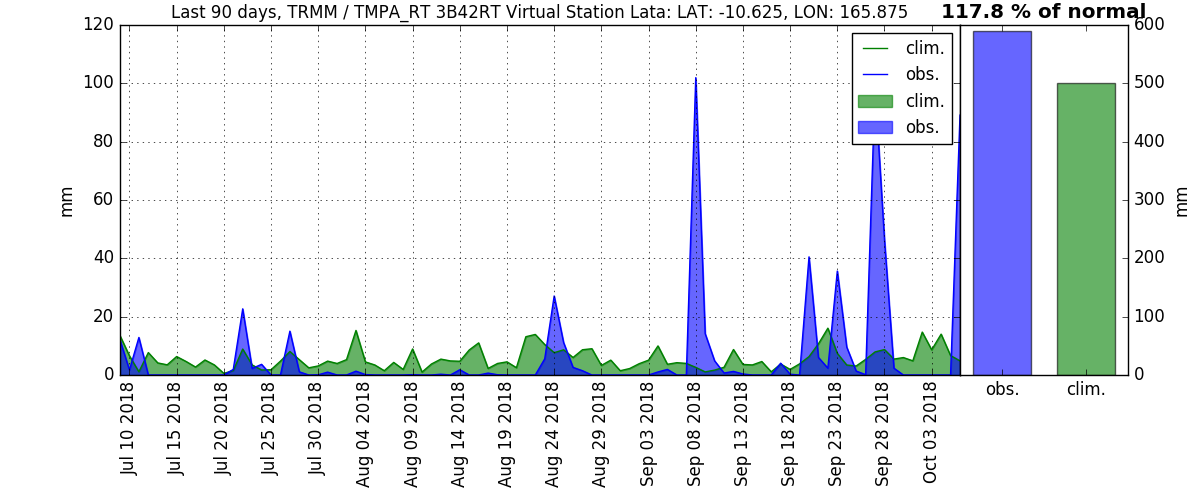 Last 90 days, TRMM / TMPA_RT 3B42RT Virtual Station Lata: LAT: -10.625, LON: 165.875
117.8 % of normal
120
100
80
60
40
20
0
mm
clim.
obs.
clim.
obs.
600
500
400
300
200
100
0
mm
Jul 10 2018
Jul 15 2018
Jul 20 2018
Jul 25 2018
Jul 30 2018
Aug 04 2018
Aug 09 2018
Aug 14 2018
Aug 19 2018
Aug 24 2018
Aug 29 2018
Sep 03 2018
Sep 08 2018
Sep 13 2018
Sep 18 2018
Sep 23 2018
Sep 28 2018
Oct 03 2018
obs.
clim.